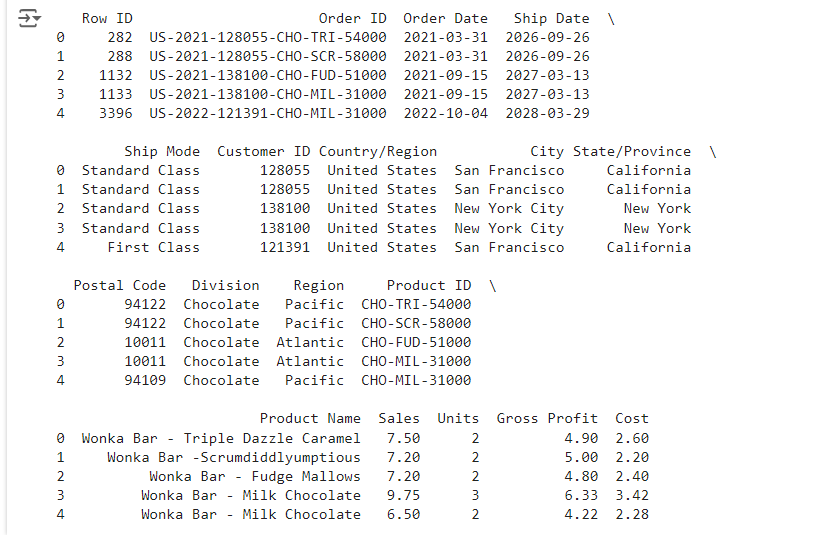 Row ID Order ID Order Date Ship Date \
0 282 US-2021-128055-CHO-TRI-54000 2021-03-31 2026-09-26
1 288 US-2021-128055-CHO-SCR-58000 2021-03-31 2026-09-26
2 1132 US-2021-138100-CHO-FUD-51000 2021-09-15 2027-03-13
3 1133 US-2021-138100-CHO-MIL-31000 2021-09-15 2027-03-13
4 3396 US-2022-121391-CHO-MIL-31000 2022-10-04 2028-03-29
Ship Mode Customer ID Country/Region City State/Province \
0 Standard Class 128055 United States San Francisco California
1 Standard Class 128055 United States San Francisco California
2 Standard Class 138100 United States New York City New York
3 Standard Class 138100 United States New York City New York
4 First Class 121391 United States San Francisco California
Postal Code Division Region Product ID \
0 94122 Chocolate Pacific CHO-TRI-54000
1 94122 Chocolate Pacific CHO-SCR-58000
2 10011 Chocolate Atlantic CHO-FUD-51000
3 10011 Chocolate Atlantic CHO-MIL-31000
4 94109 Chocolate Pacific CHO-MIL-31000
Product Name Sales Units Gross Profit Cost
0 Wonka Bar - Triple Dazzle Caramel 7.50 2 4.90 2.60
1 Wonka Bar -Scrumdiddlyumptious 7.20 2 5.00 2.20
2 Wonka Bar - Fudge Mallows 7.20 2 4.80 2.40
3 Wonka Bar - Milk Chocolate 9.75 3 6.33 3.42
4 Wonka Bar - Milk Chocolate 6.50 2 4.22 2.28